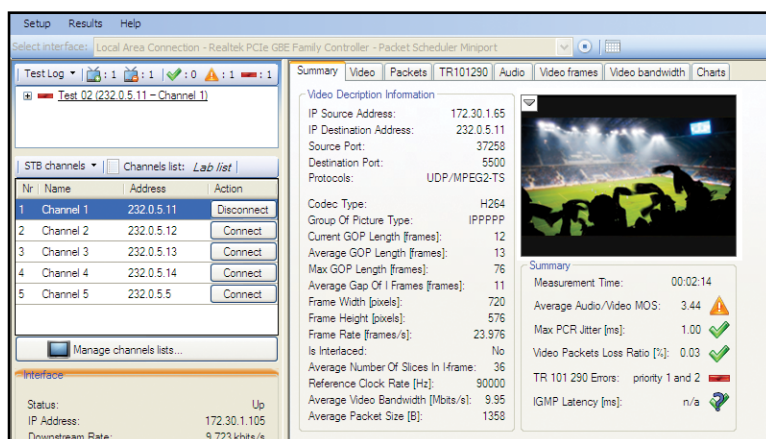 Setup Results Help
Select interface: Local Area Connection - Realtek PCIe GBE Family Controller - Packet Scheduler Miniport
Test Log : 1 : 1 : 0 : 1 : 1
Test 02 (232.0.5.11 – Channel 1)
STB channels Channels list: Lab list
Nr Name Address Action
1 Channel 1 232.0.5.11 Disconnect
2 Channel 2 232.0.5.12 Connect
3 Channel 3 232.0.5.13 Connect
4 Channel 4 232.0.5.14 Connect
5 Channel 5 232.0.5.5 Connect
Manage channels lists...
Interface
Status: Up
IP Address: 172.30.1.105
Downstream Rate: 9.723 kbits/s
Summary Video Packets TR101290 Audio Video frames Video bandwidth Charts
Video Decription Information
IP Source Address: 172.30.1.65
IP Destination Address: 232.0.5.11
Source Port: 37258
Destination Port: 5500
Protocols: UDP/MPEG2-TS
Codec Type: H264
Group Of Picture Type: IPPPPP
Current GOP Length [frames]: 12
Average GOP Length [frames]: 13
Max GOP Length [frames]: 76
Average Gap Of I Frames [frames]: 11
Frame Width [pixels]: 720
Frame Height [pixels]: 576
Frame Rate [frames/s]: 23.976
Is Interlaced: No
Average Number Of Slices In I-frame: 36
Reference Clock Rate [Hz]: 90000
Average Video Bandwidth [Mbits/s]: 9.95
Average Packet Size [B]: 1358
Summary
Measurement Time: 00:02:14
Average Audio/Video MOS: 3.44
Max PCR Jitter [ms]: 1.00
Video Packets Loss Ratio [%]: 0.03
TR 101 290 Errors: priority 1 and 2
IGMP Latency [ms]: n/a